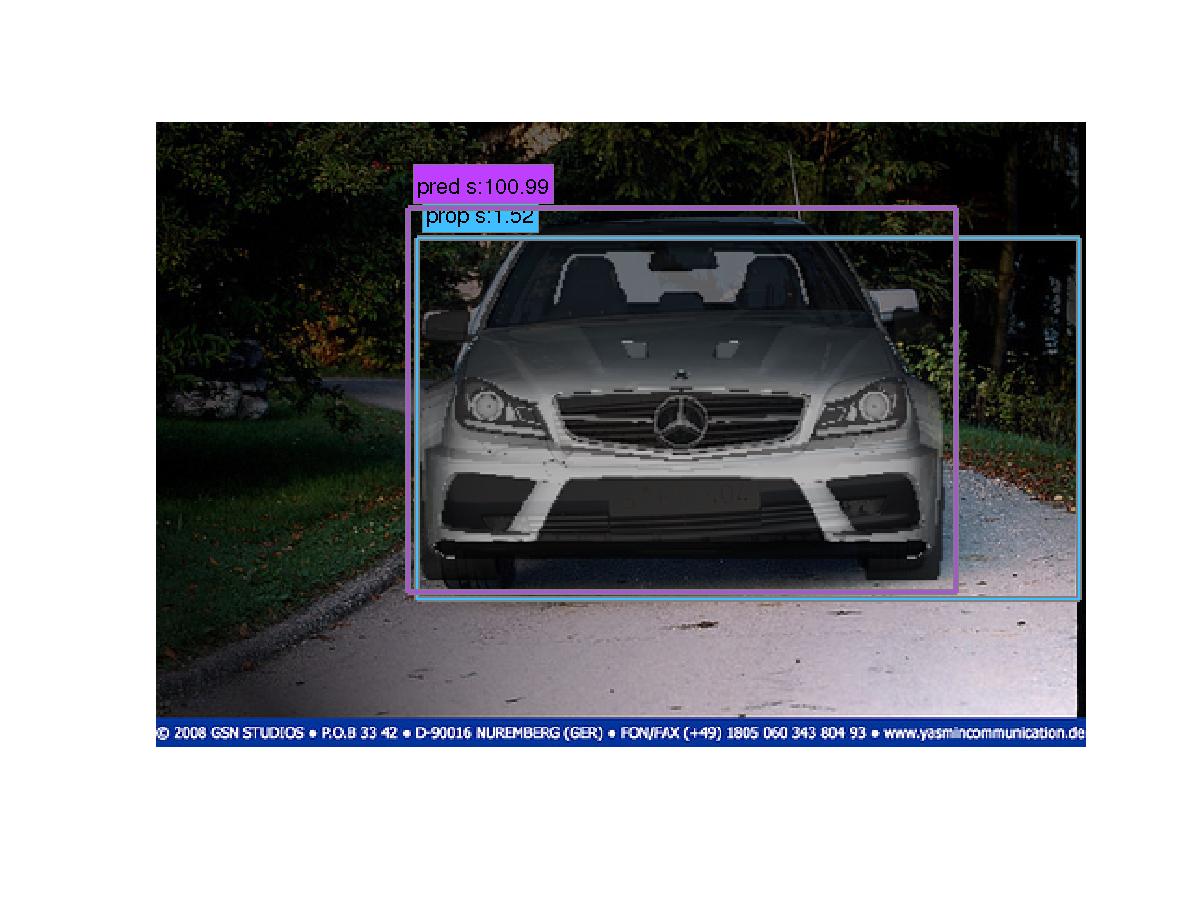 pred s:100.99
prop s:1.52
© 2008 GSN STUDIOS ● P.O.B 33 42 ● D-90016 NUREMBERG (GER) ● FON/FAX (+49) 1805 060 343 804 93 ● www.yasmincommunication.de